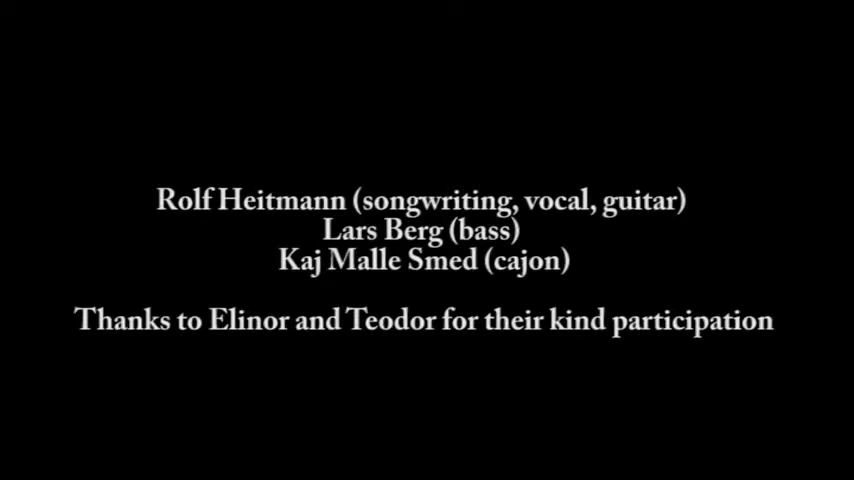 Rolf Heitmann (songwriting, vocal, guitar)
Lars Berg (bass)
Kaj Malle Smed (cajon)
Thanks to Elinor and Teodor for their kind participation